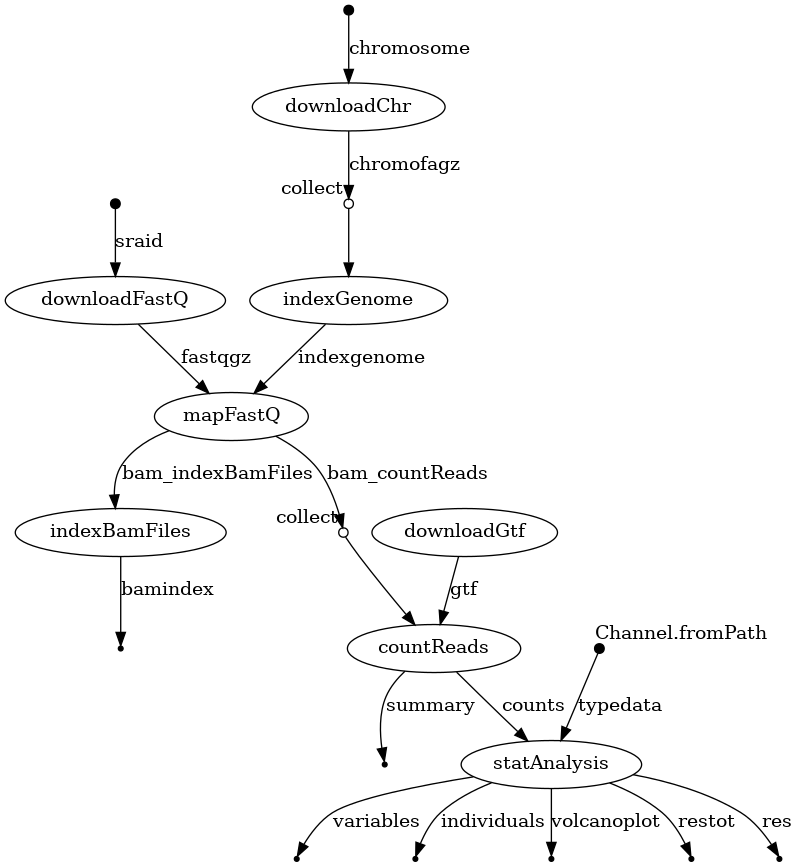 chromosome
downloadChr
chromofagz
collect
sraid
downloadFastQ
indexGenome
fastqgz
indexgenome
mapFastQ
bam_indexBamFiles
bam_countReads
collect
indexBamFiles
downloadGtf
bamindex
gtf
Channel.fromPath
countReads
summary
counts
typedata
statAnalysis
variables
individuals
volcanoplot
restot
res